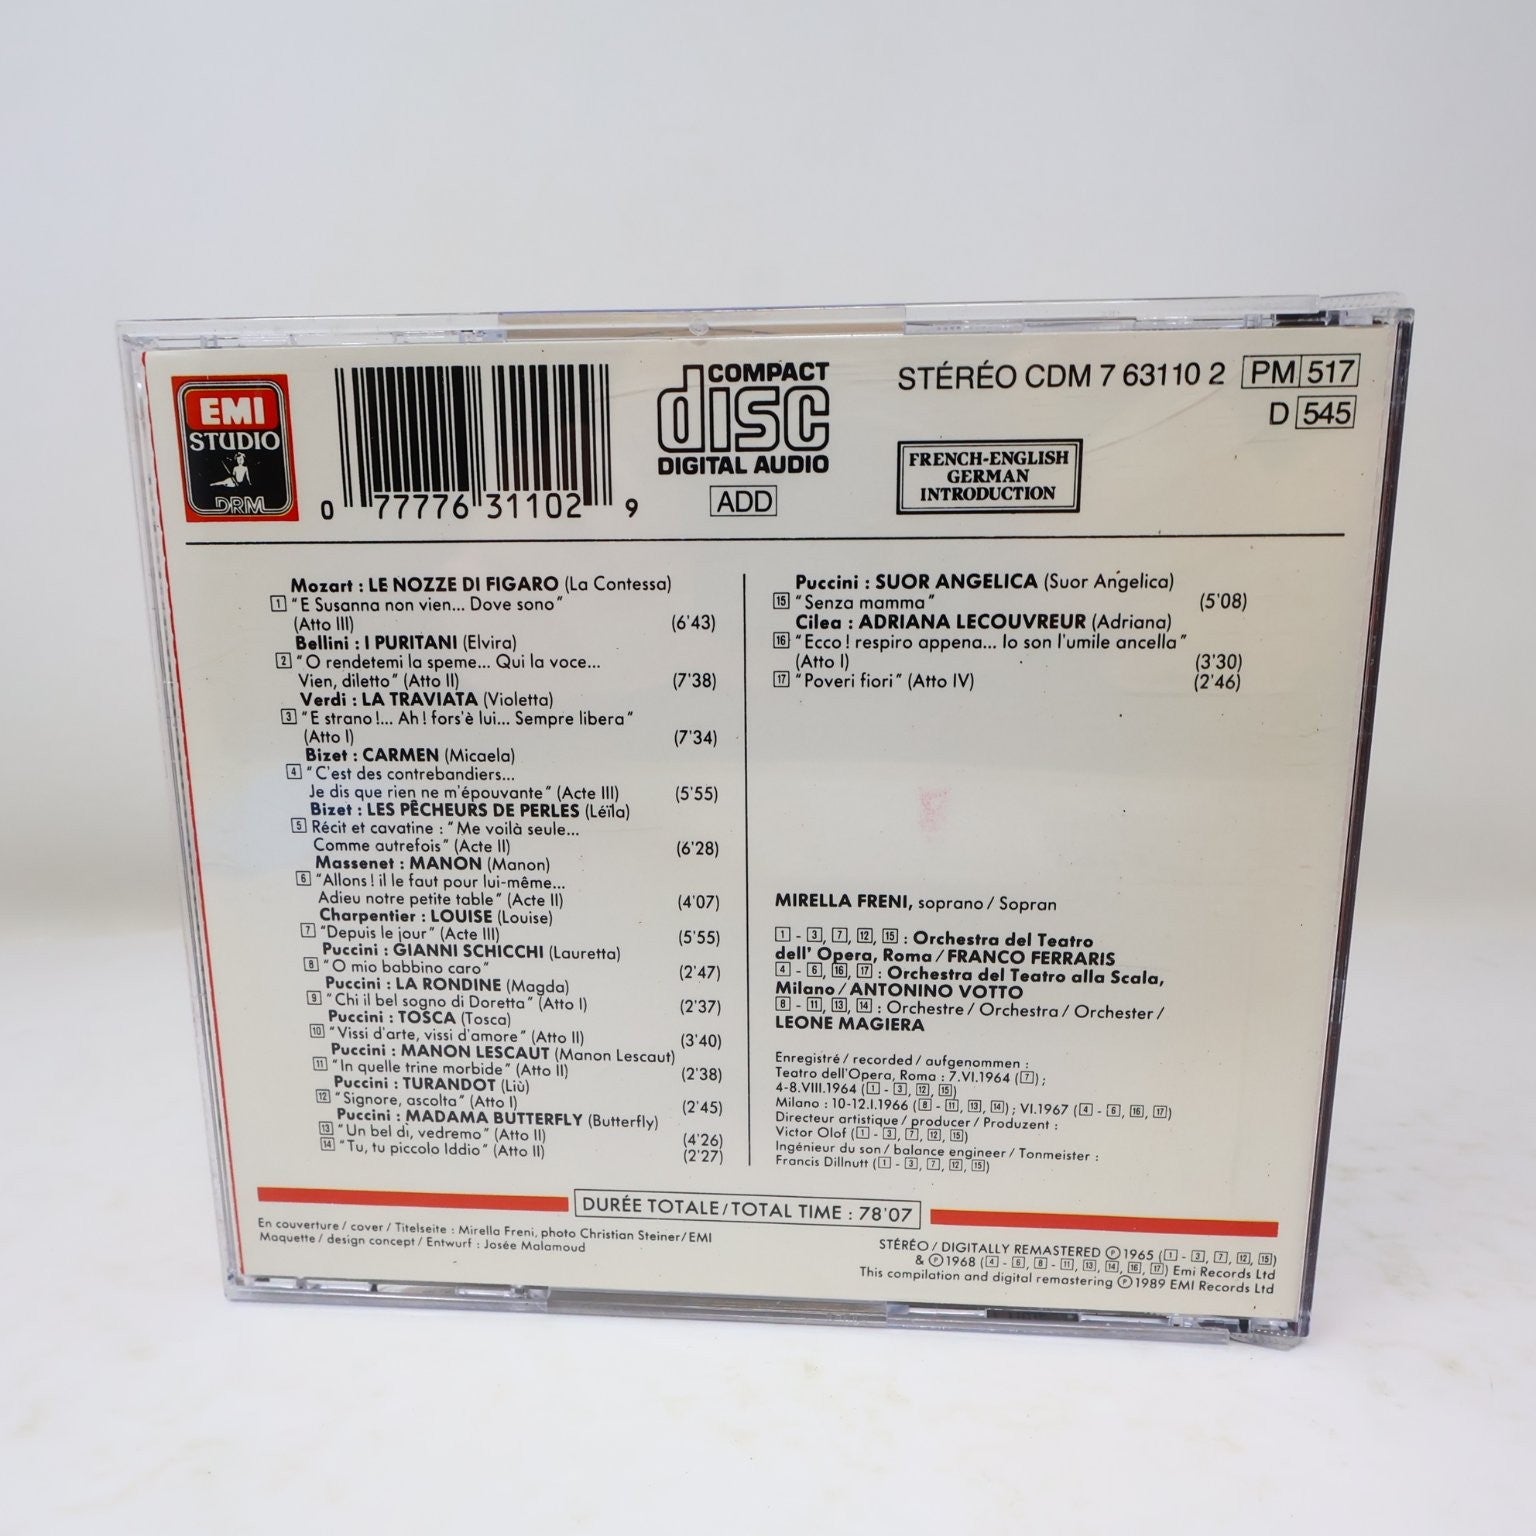 EMI
STUDIO
DRM
0 77776 31102 9
COMPACT
disc
DIGITAL AUDIO
ADD
STÉRÉO CDM 7 63110 2 PM 517
D 545
FRENCH-ENGLISH
GERMAN
INTRODUCTION
Mozart : LE NOZZE DI FIGARO (La Contessa)
1 "E Susanna non vien... Dove sono"
(Atto III) (6'43)
Bellini : I PURITANI (Elvira)
2 "O rendetemi la speme... Qui la voce...
Vien, diletto" (Atto II) (7'38)
Verdi : LA TRAVIATA (Violetta)
3 "E strano !... Ah ! fors'è lui... Sempre libera"
(Atto I) (7'34)
Bizet : CARMEN (Micaela)
4 "C'est des contrebandiers...
Je dis que rien ne m'épouvante" (Acte III) (5'55)
Bizet : LES PÊCHEURS DE PERLES (Léïla)
5 Récit et cavatine : "Me voilà seule...
Comme autrefois" (Acte II) (6'28)
Massenet : MANON (Manon)
6 "Allons ! il le faut pour lui-même...
Adieu notre petite table" (Acte II) (4'07)
Charpentier : LOUISE (Louise)
7 "Depuis le jour" (Acte III) (5'55)
Puccini : GIANNI SCHICCHI (Lauretta)
8 "O mio babbino caro" (2'47)
Puccini : LA RONDINE (Magda)
9 "Chi il bel sogno di Doretta" (Atto I) (2'37)
Puccini : TOSCA (Tosca)
10 "Vissi d'arte, vissi d'amore" (Atto II) (3'40)
Puccini : MANON LESCAUT (Manon Lescaut)
11 "In quelle trine morbide" (Atto II) (2'38)
Puccini : TURANDOT (Liù)
12 "Signore, ascolta" (Atto I) (2'45)
Puccini : MADAMA BUTTERFLY (Butterfly)
13 "Un bel dì, vedremo" (Atto II) (4'26)
14 "Tu, tu piccolo Iddio" (Atto II) (2'27)
Puccini : SUOR ANGELICA (Suor Angelica)
15 "Senza mamma" (5'08)
Cilea : ADRIANA LECOUVREUR (Adriana)
16 "Ecco ! respiro appena... Io son l'umile ancella"
(Atto I) (3'30)
17 "Poveri fiori" (Atto IV) (2'46)
MIRELLA FRENI, soprano / Sopran
1 - 3, 7, 12, 15 : Orchestra del Teatro
dell' Opera, Roma / FRANCO FERRARIS
4 - 6, 16, 17 : Orchestra del Teatro alla Scala,
Milano / ANTONINO VOTTO
8 - 11, 13, 14 : Orchestre / Orchestra / Orchester /
LEONE MAGIERA
Enregistré / recorded / aufgenommen :
Teatro dell'Opera, Roma : 7.VI.1964 (7) ;
4-8.VIII.1964 (1 - 3, 12, 15)
Milano : 10-12.I.1966 (8 - 11, 13, 14) ; VI.1967 (4 - 6, 16, 17)
Directeur artistique / producer / Produzent :
Victor Olof (1 - 3, 7, 12, 15)
Ingénieur du son / balance engineer / Tonmeister :
Francis Dillnutt (1 - 3, 7, 12, 15)
DURÉE TOTALE / TOTAL TIME : 78'07
En couverture / cover / Titelseite : Mirella Freni, photo Christian Steiner / EMI
Maquette / design concept / Entwurf : Josée Malamoud
STÉRÉO / DIGITALLY REMASTERED ℗ 1965 (1 - 3, 7, 12, 15)
& ℗ 1968 (4 - 6, 8 - 11, 13, 14, 16, 17) Emi Records Ltd
This compilation and digital remastering ℗ 1989 EMI Records Ltd